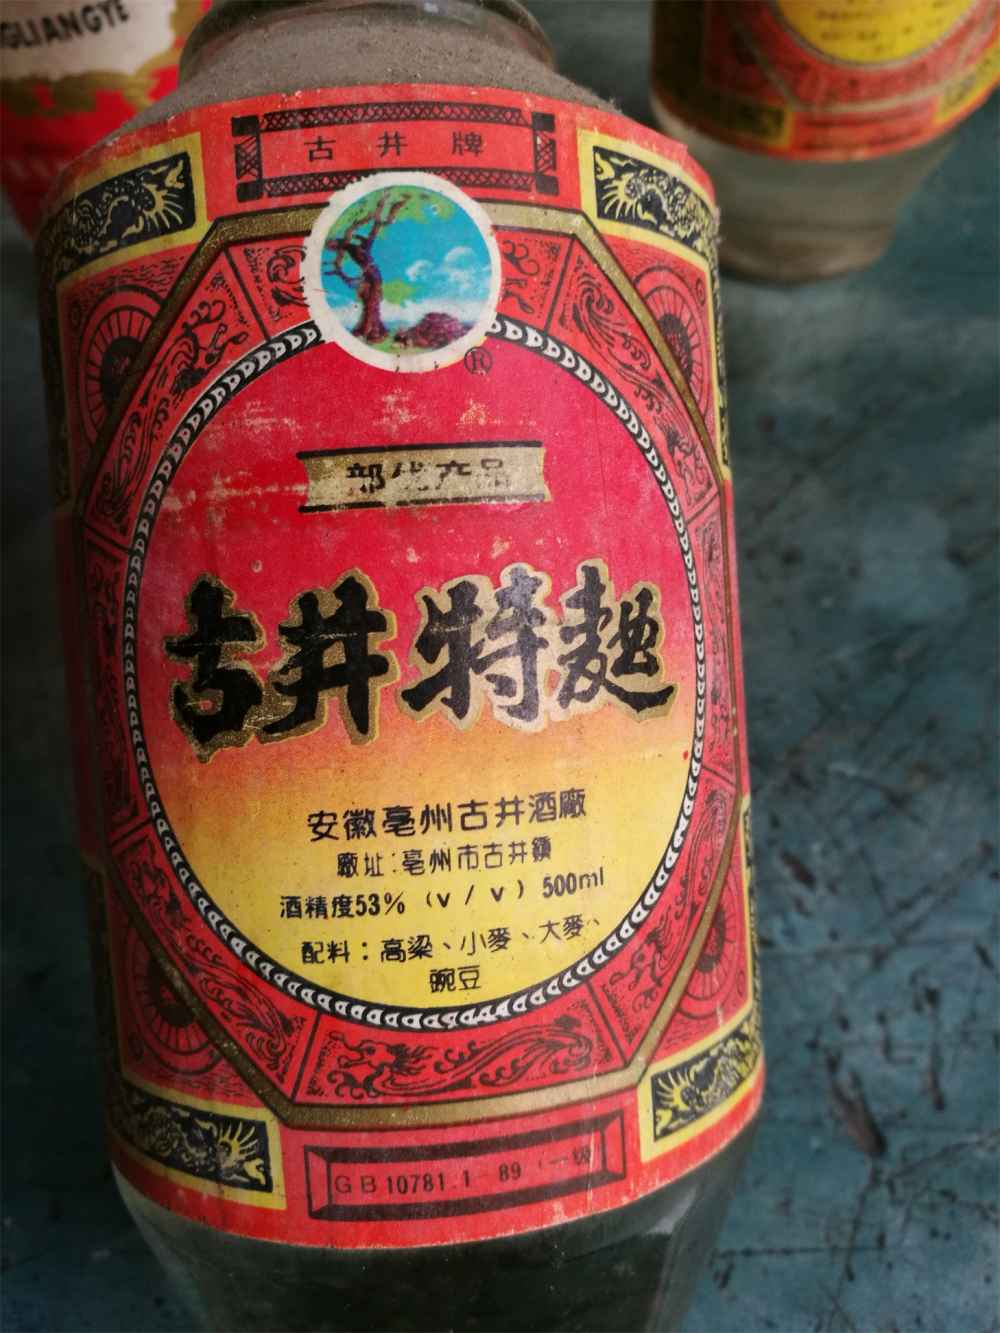 GLIANGYE
古井牌
®
部优产品
古井特麯
安徽亳州古井酒廠
廠址:亳州市古井鎮
酒精度53%（v/v）500ml
配料：高粱、小麥、大麥、
豌豆
GB10781.1-89 一级